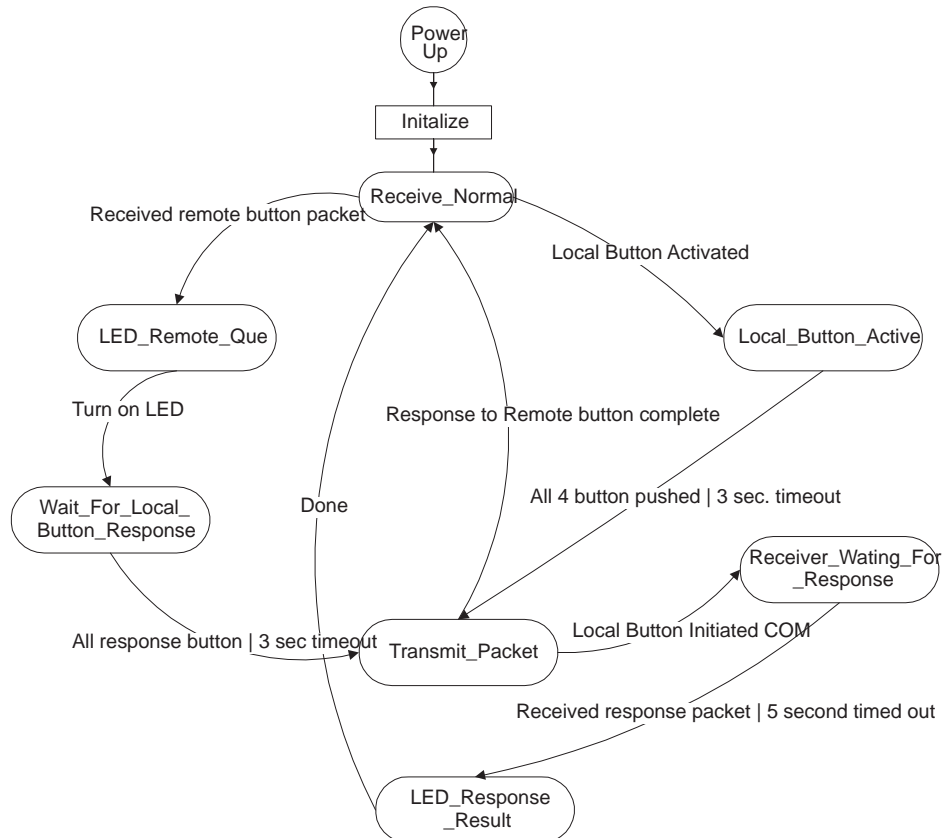 Power
Up
Initalize
Receive_Normal
Received remote button packet
Local Button Activated
LED_Remote_Que
Local_Button_Active
Turn on LED
Response to Remote button complete
Wait_For_Local_
Button_Response
Done
All 4 button pushed | 3 sec. timeout
Receiver_Wating_For
_Response
All response button | 3 sec timeout
Transmit_Packet
Local Button Initiated COM
Received response packet | 5 second timed out
LED_Response
_Result